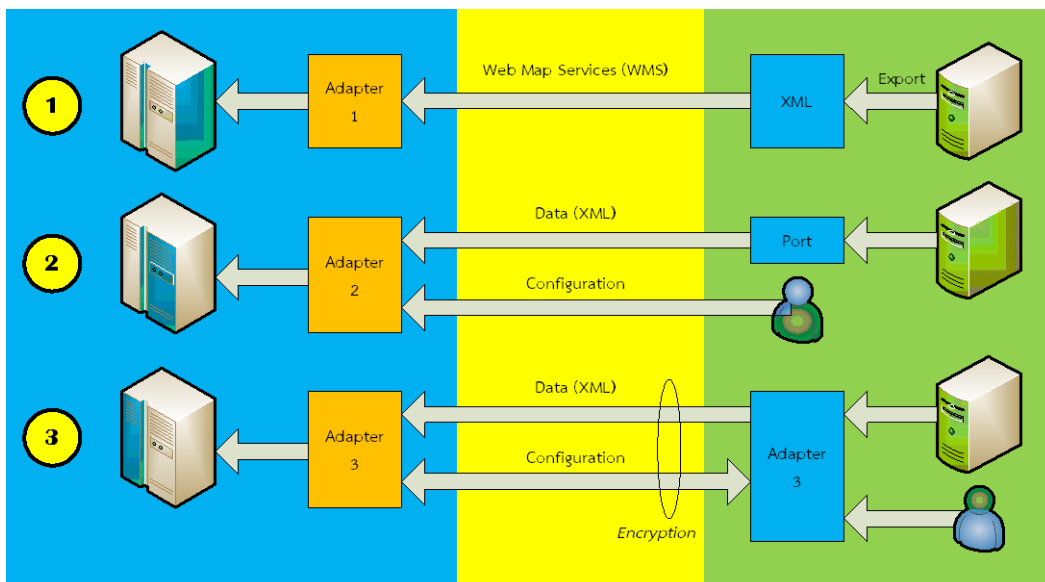 1
Adapter
1
Web Map Services (WMS)
XML
Export
2
Adapter
2
Data (XML)
Port
Configuration
3
Adapter
3
Data (XML)
Configuration
Adapter
3
Encryption